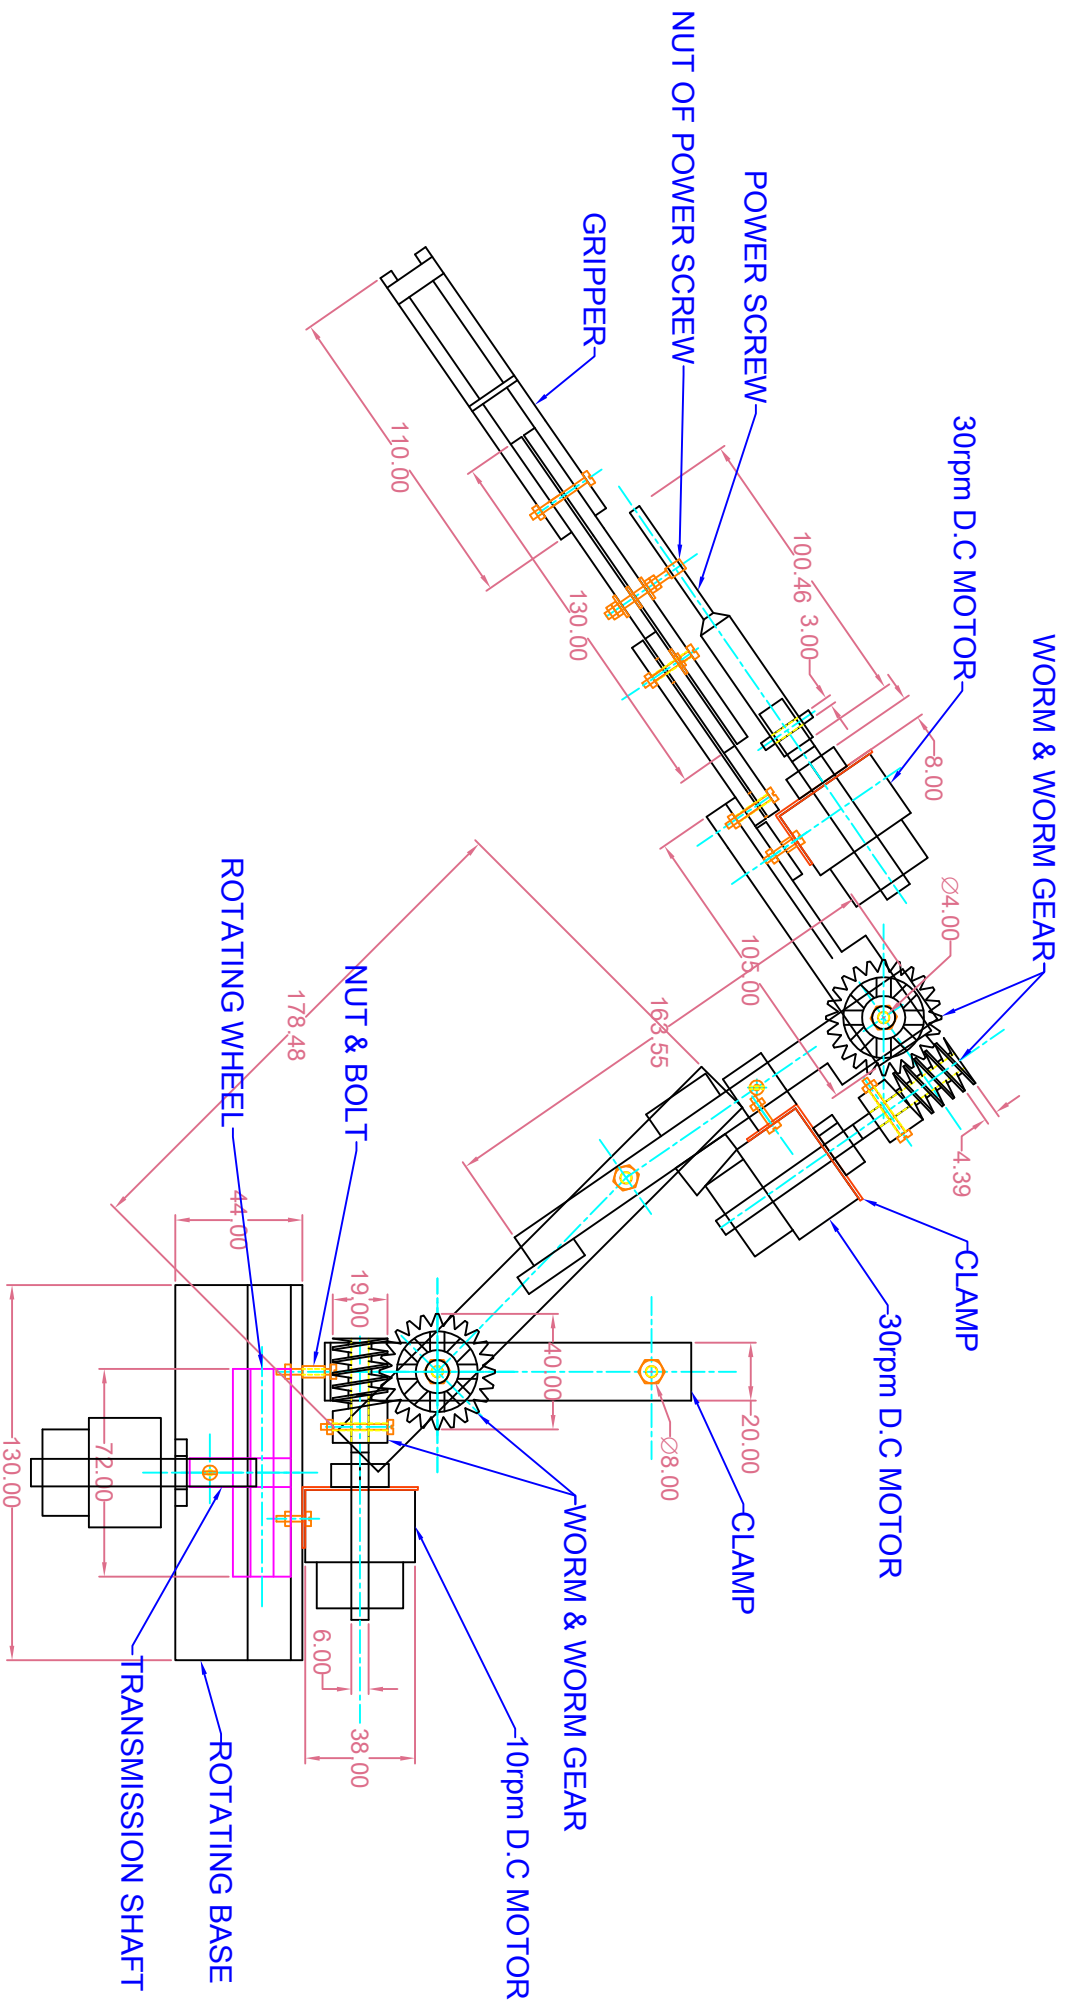 WORM & WORM GEAR
30rpm D.C MOTOR
POWER SCREW
NUT OF POWER SCREW
GRIPPER
110.00
130.00
100.46
3.00
8.00
Ø4.00
105.00
163.55
4.39
CLAMP
30rpm D.C MOTOR
178.48
NUT & BOLT
ROTATING WHEEL
44.00
19.00
40.00
20.00
Ø8.00
CLAMP
WORM & WORM GEAR
10rpm D.C MOTOR
72.00
130.00
6.00
38.00
ROTATING BASE
TRANSMISSION SHAFT